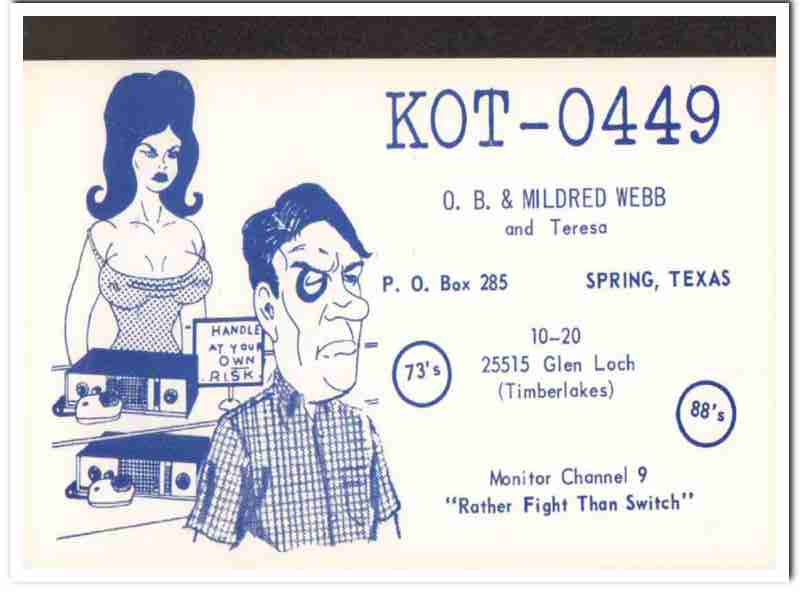 KOT-0449
O. B. & MILDRED WEBB
and Teresa
P. O. Box 285 SPRING, TEXAS
10-20
25515 Glen Loch
(Timberlakes)
73's
88's
Monitor Channel 9
"Rather Fight Than Switch"
HANDLE
AT YOUR
OWN
RISK.